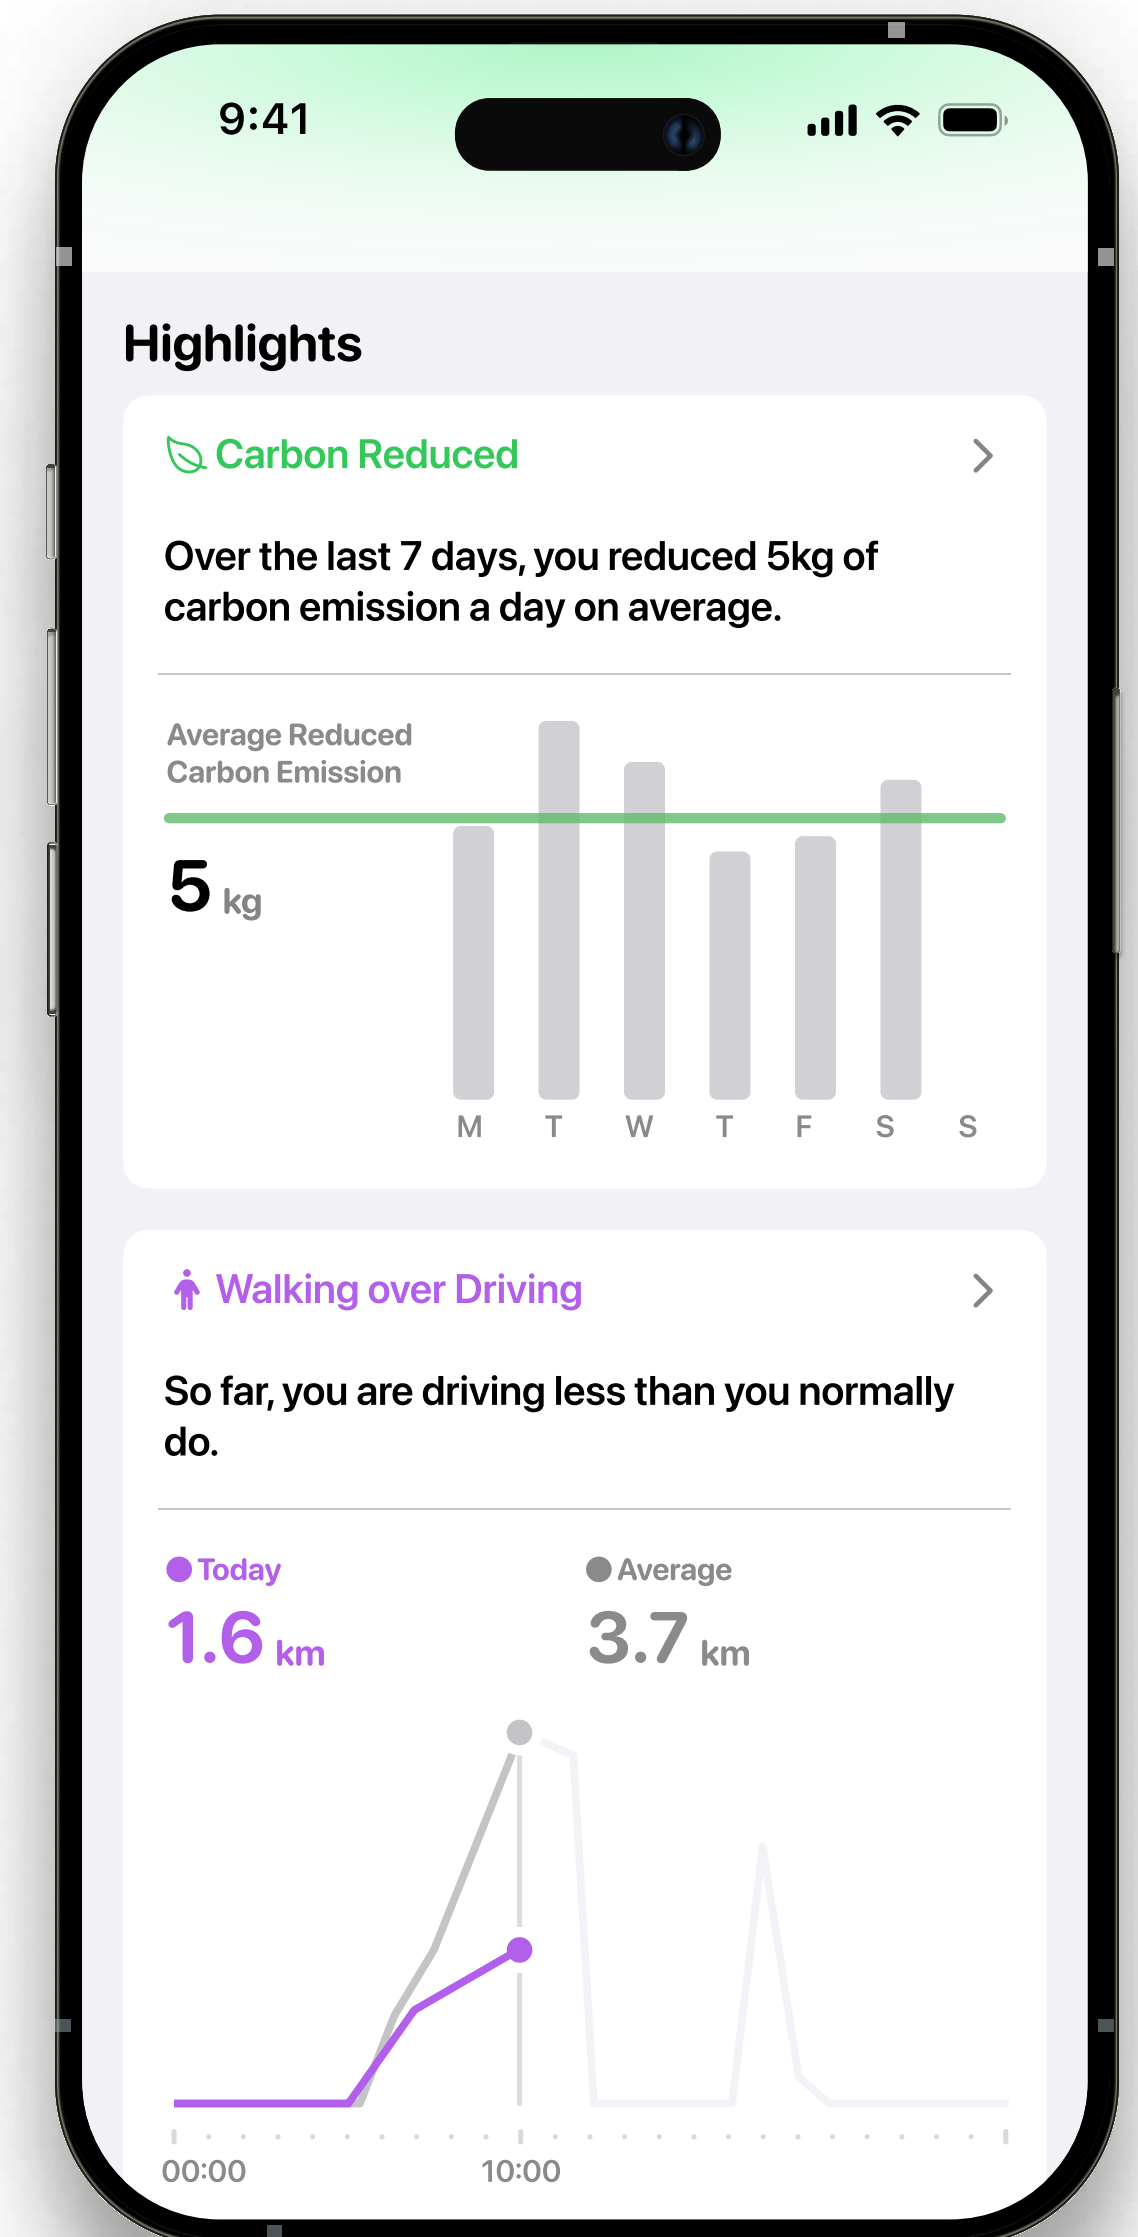 9:41
Highlights
Carbon Reduced
Over the last 7 days, you reduced 5kg of
carbon emission a day on average.
Average Reduced
Carbon Emission
5 kg
M T W T F S S
Walking over Driving
So far, you are driving less than you normally
do.
Today Average
1.6 km 3.7 km
00:00 10:00